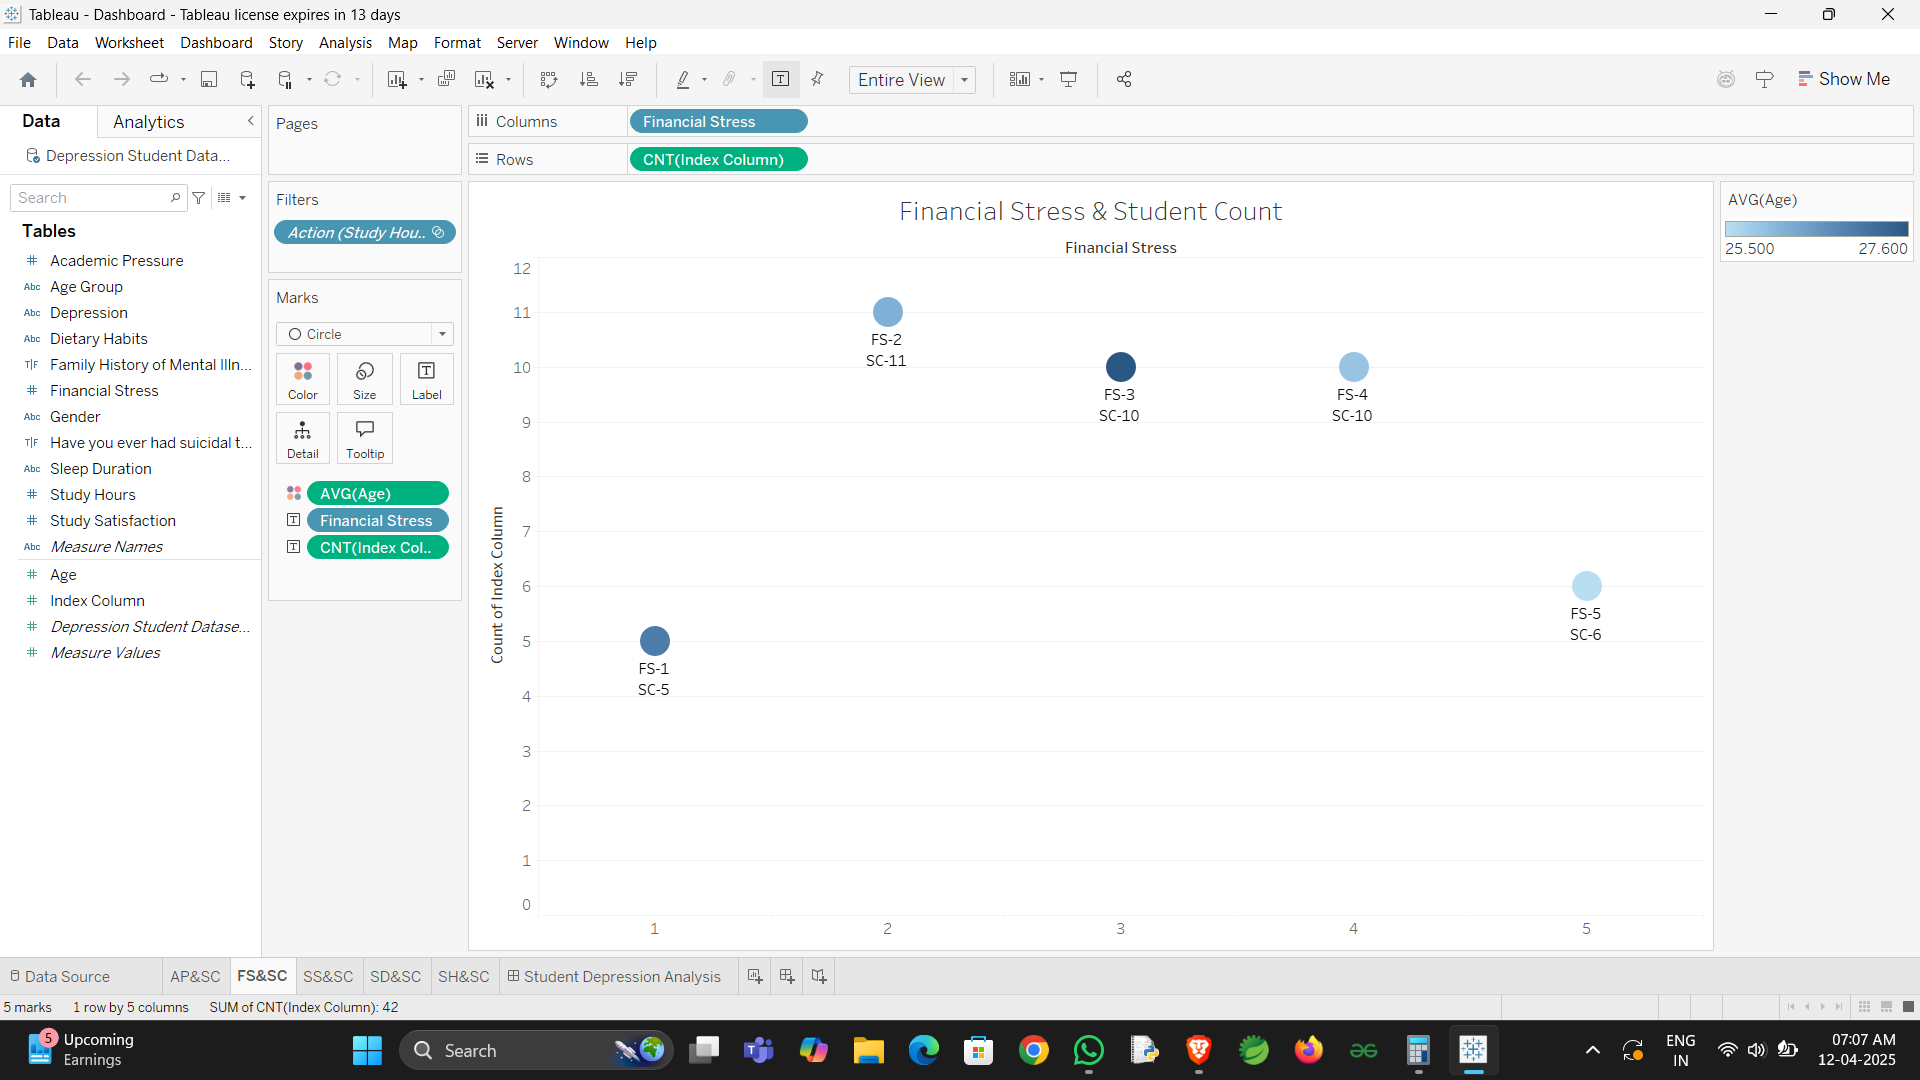 Tableau - Dashboard - Tableau license expires in 13 days
File Data Worksheet Dashboard Story Analysis Map Format Server Window Help
Entire View
Show Me
Data Analytics
Depression Student Data...
Search
Tables
# Academic Pressure
Abc Age Group
Abc Depression
Abc Dietary Habits
T|F Family History of Mental Illn...
# Financial Stress
Abc Gender
T|F Have you ever had suicidal t...
Abc Sleep Duration
# Study Hours
# Study Satisfaction
Abc Measure Names
# Age
# Index Column
# Depression Student Datase...
# Measure Values
Pages
Filters
Action (Study Hou..
Marks
Circle
Color Size Label
Detail Tooltip
AVG(Age)
Financial Stress
CNT(Index Col..
Columns Financial Stress
Rows CNT(Index Column)
Financial Stress & Student Count
Financial Stress
Count of Index Column
12
11
10
9
8
7
6
5
4
3
2
1
0
FS-1
SC-5
FS-2
SC-11
FS-3
SC-10
FS-4
SC-10
FS-5
SC-6
1 2 3 4 5
AVG(Age)
25.500 27.600
Data Source AP&SC FS&SC SS&SC SD&SC SH&SC Student Depression Analysis
5 marks 1 row by 5 columns SUM of CNT(Index Column): 42
5
Upcoming
Earnings
Search
ENG
IN
07:07 AM
12-04-2025